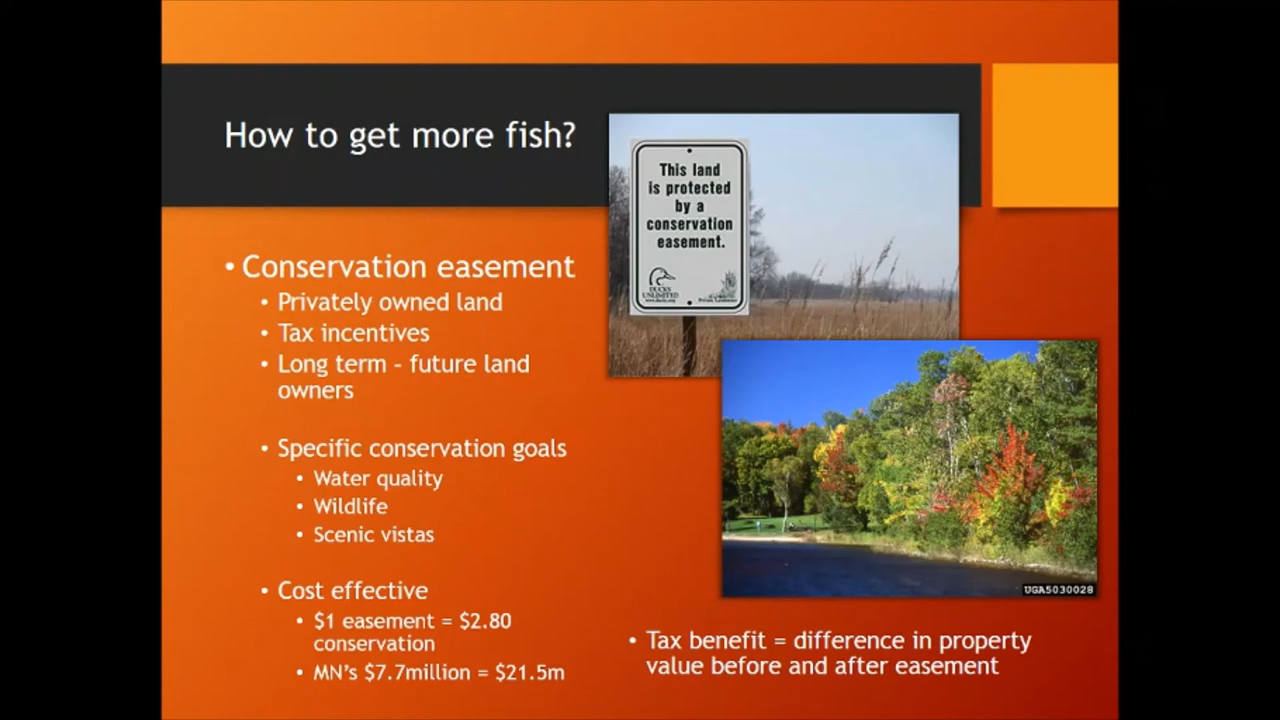 How to get more fish?
This land
is protected
by a
conservation
easement.
DUCKS
UNLIMITED
• Conservation easement
• Privately owned land
• Tax incentives
• Long term – future land
owners
• Specific conservation goals
• Water quality
• Wildlife
• Scenic vistas
• Cost effective
• $1 easement = $2.80
conservation
• MN's $7.7million = $21.5m
UGA5030028
• Tax benefit = difference in property
value before and after easement